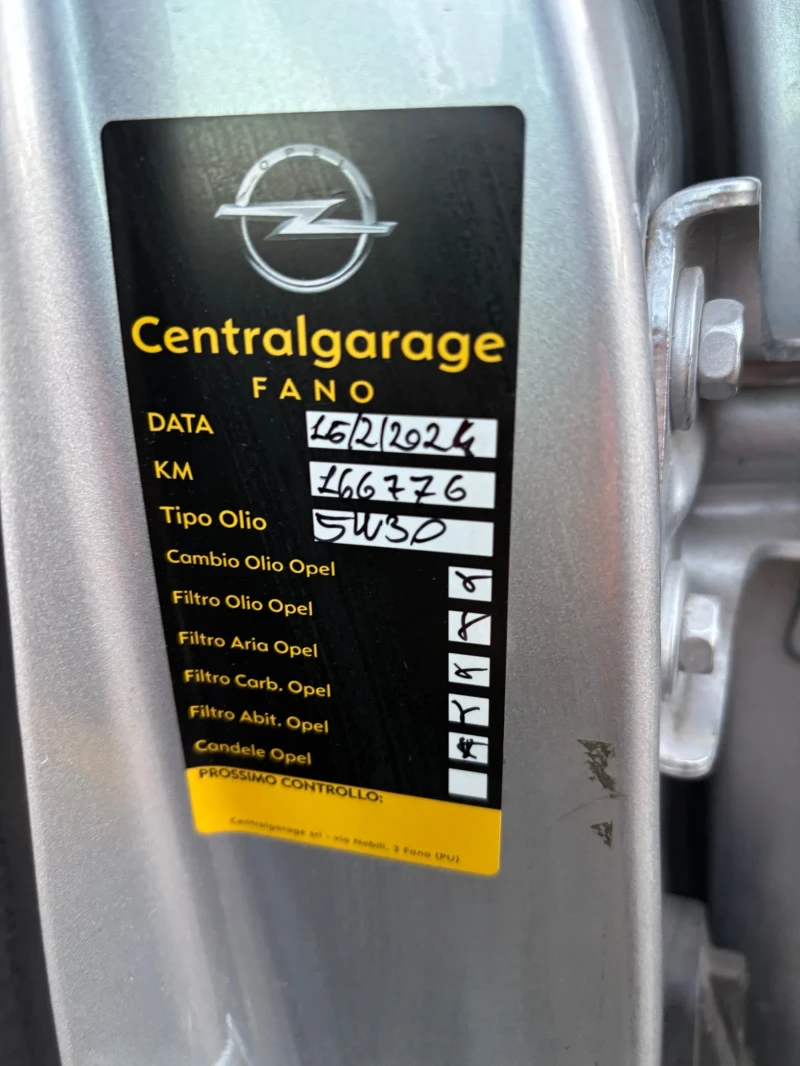 OPEL
Centralgarage
FANO
DATA 16/2/2024
KM 166776
Tipo Olio 5W30
Cambio Olio Opel
Filtro Olio Opel
Filtro Aria Opel
Filtro Carb. Opel
Filtro Abit. Opel
Candele Opel
PROSSIMO CONTROLLO:
Centralgarage srl - via Nobili, 3 Fano (PU)